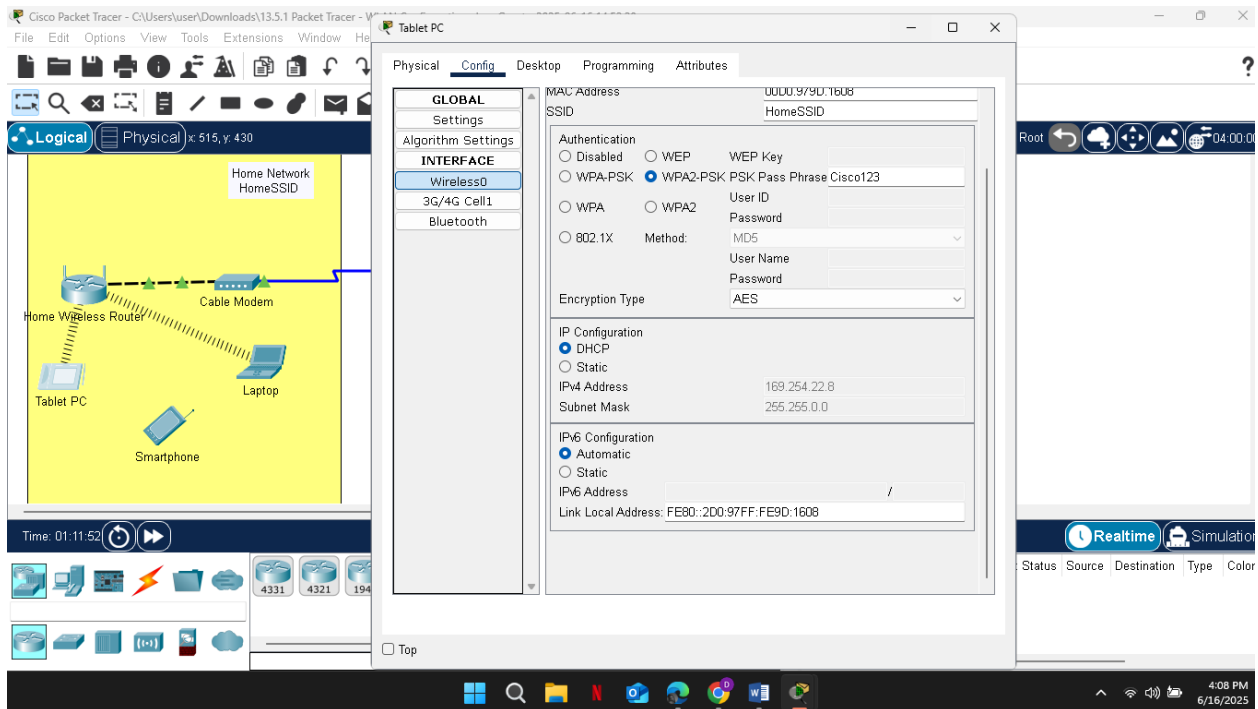 Cisco Packet Tracer - C:\Users\user\Downloads\13.5.1 Packet Tracer - W
Tablet PC
File Edit Options View Tools Extensions Window He
Physical Config Desktop Programming Attributes
?
Logical Physical x: 515, y: 430
Root 04:00:00
GLOBAL
Settings
Algorithm Settings
INTERFACE
Wireless0
3G/4G Cell1
Bluetooth
MAC Address 00D0.979D.1608
SSID HomeSSID
Authentication
Disabled WEP WEP Key
WPA-PSK WPA2-PSK PSK Pass Phrase Cisco123
User ID
WPA WPA2
Password
802.1X Method: MD5
User Name
Password
Encryption Type AES
IP Configuration
DHCP
Static
IPv4 Address 169.254.22.8
Subnet Mask 255.255.0.0
IPv6 Configuration
Automatic
Static
IPv6 Address /
Link Local Address: FE80::2D0:97FF:FE9D:1608
Top
Home Network
HomeSSID
Cable Modem
Home Wireless Router
Laptop
Tablet PC
Smartphone
Time: 01:11:52
Realtime Simulation
4331 4321 194
Status Source Destination Type Color
4:08 PM
6/16/2025